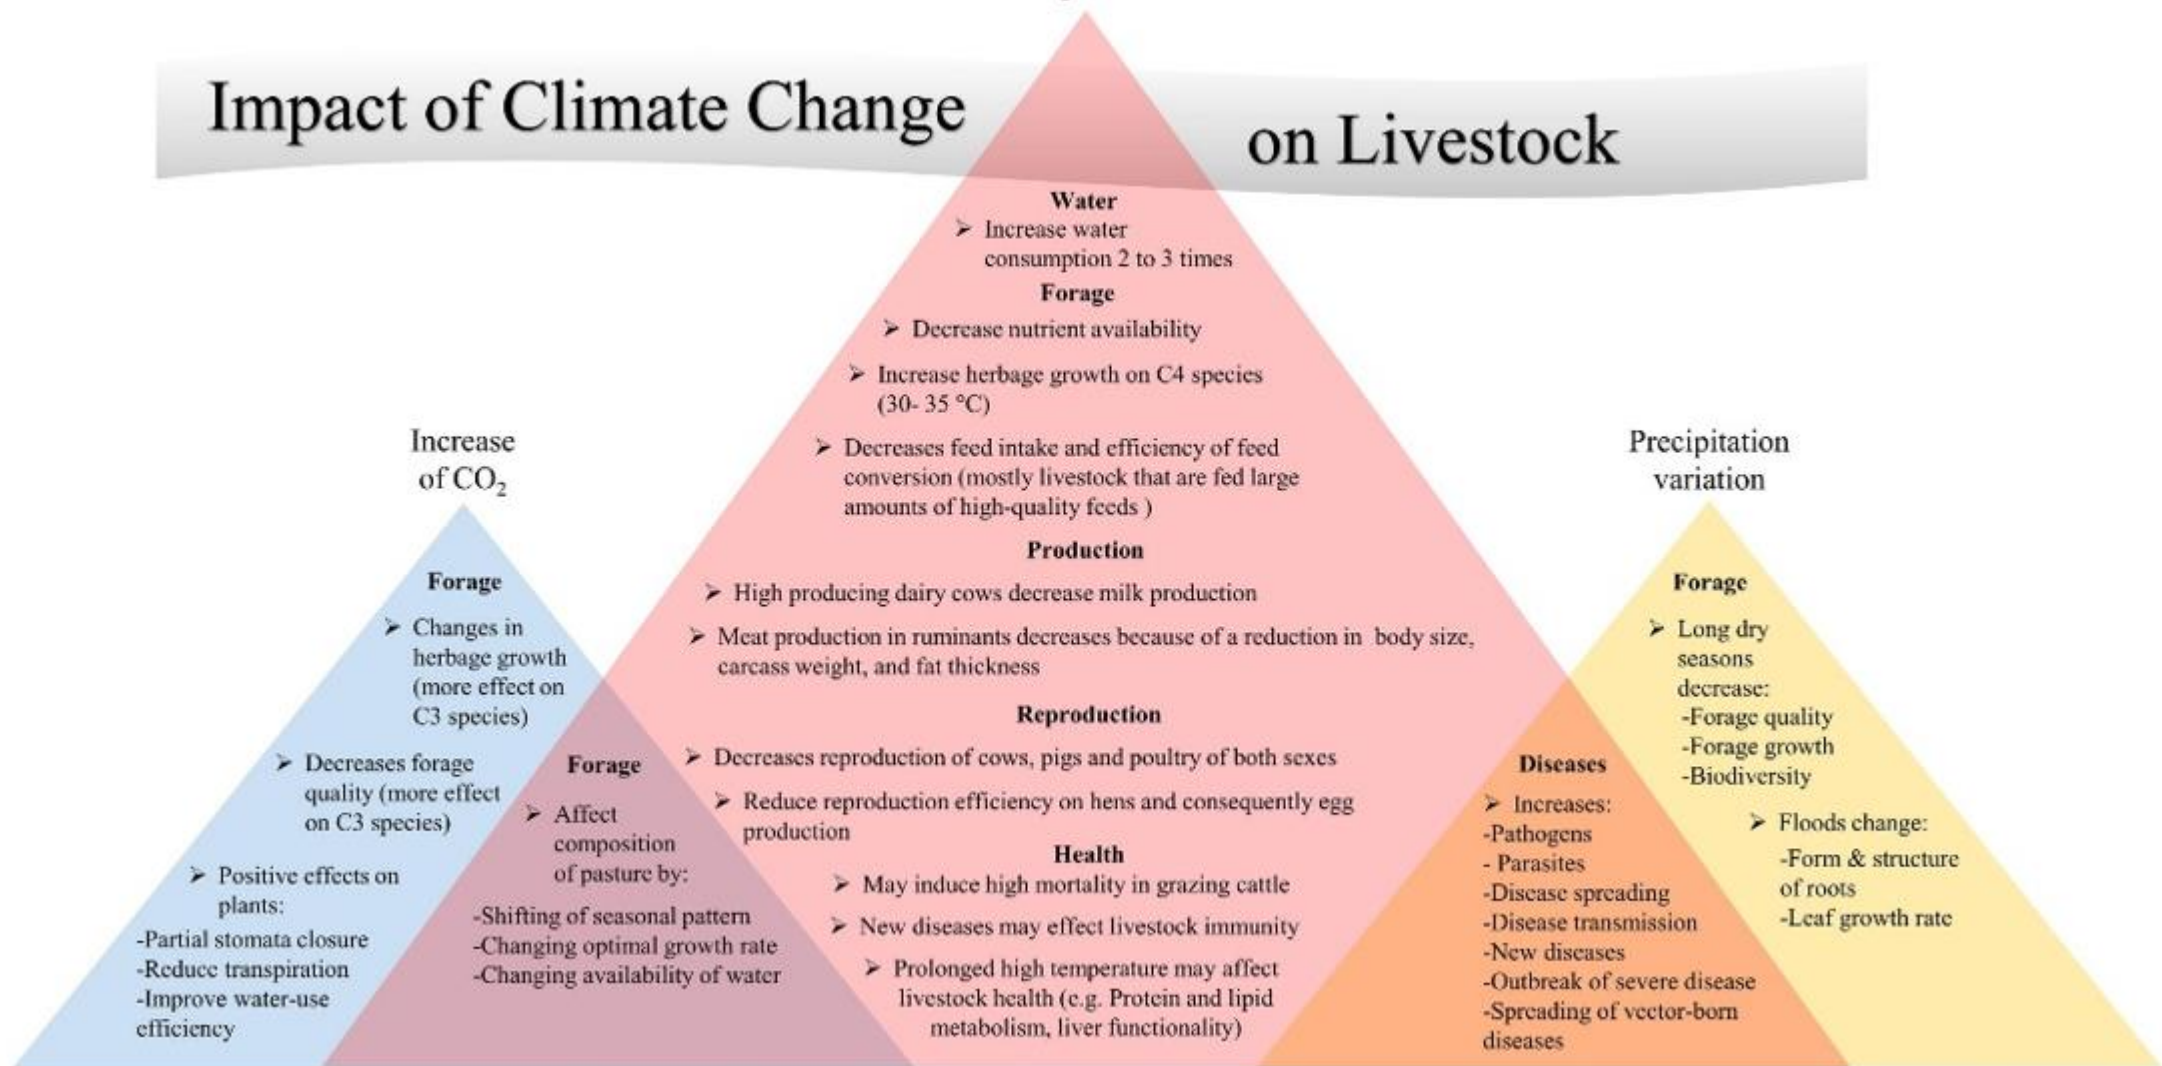 Impact of Climate Change
on Livestock
Water
➢ Increase water
consumption 2 to 3 times
Forage
➢ Decrease nutrient availability
➢ Increase herbage growth on C4 species
(30- 35 °C)
➢ Decreases feed intake and efficiency of feed
conversion (mostly livestock that are fed large
amounts of high-quality feeds )
Production
➢ High producing dairy cows decrease milk production
➢ Meat production in ruminants decreases because of a reduction in body size,
carcass weight, and fat thickness
Reproduction
➢ Decreases reproduction of cows, pigs and poultry of both sexes
➢ Reduce reproduction efficiency on hens and consequently egg
production
Health
➢ May induce high mortality in grazing cattle
➢ New diseases may effect livestock immunity
➢ Prolonged high temperature may affect
livestock health (e.g. Protein and lipid
metabolism, liver functionality)
Increase
of CO₂
Forage
➢ Changes in
herbage growth
(more effect on
C3 species)
➢ Decreases forage
quality (more effect
on C3 species)
➢ Positive effects on
plants:
-Partial stomata closure
-Reduce transpiration
-Improve water-use
efficiency
Forage
➢ Affect
composition
of pasture by:
-Shifting of seasonal pattern
-Changing optimal growth rate
-Changing availability of water
Precipitation
variation
Forage
➢ Long dry
seasons
decrease:
-Forage quality
-Forage growth
-Biodiversity
➢ Floods change:
-Form & structure
of roots
-Leaf growth rate
Diseases
➢ Increases:
-Pathogens
- Parasites
-Disease spreading
-Disease transmission
-New diseases
-Outbreak of severe disease
-Spreading of vector-born
diseases